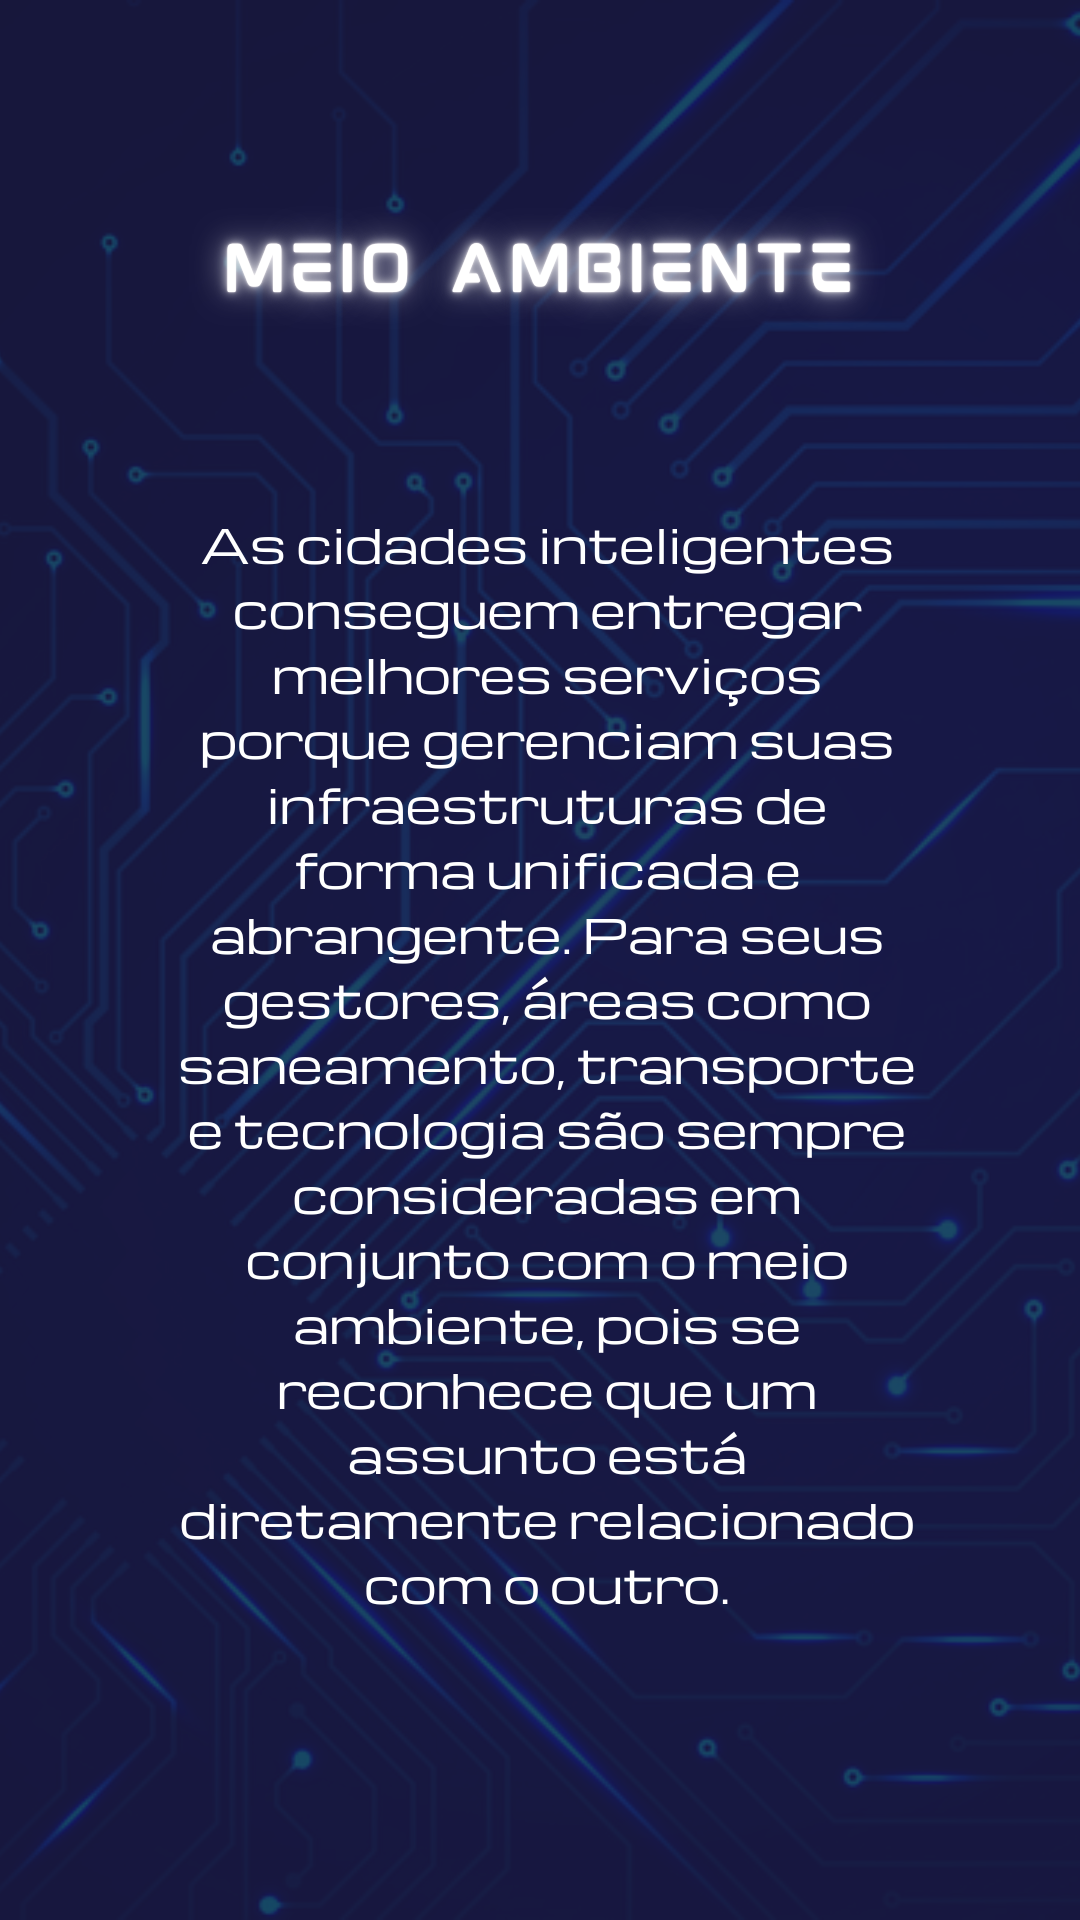 MEIO AMBIENTE
As cidades inteligentes
conseguem entregar
melhores serviços
porque gerenciam suas
infraestruturas de
forma unificada e
abrangente. Para seus
gestores, áreas como
saneamento, transporte
e tecnologia são sempre
consideradas em
conjunto com o meio
ambiente, pois se
reconhece que um
assunto está
diretamente relacionado
com o outro.